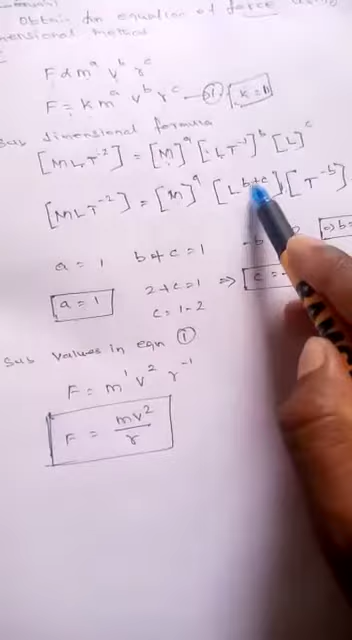 Obtain an equation of force using
dimensional method
F ∝ m^a v^b r^c
F = k m^a v^b r^c —① [k=1]
Sub dimensional formula
[MLT^-2] = [M]^a [LT^-1]^b [L]^c
[MLT^-2] = [M]^a [L^b+c] [T^-b]
a = 1 b+c = 1 -b 2 b=
a = 1 2+c = 1 ⇒ c = -
c = 1-2
Sub values in eqn ①
F = m^1 v^2 r^-1
F = mv^2/r